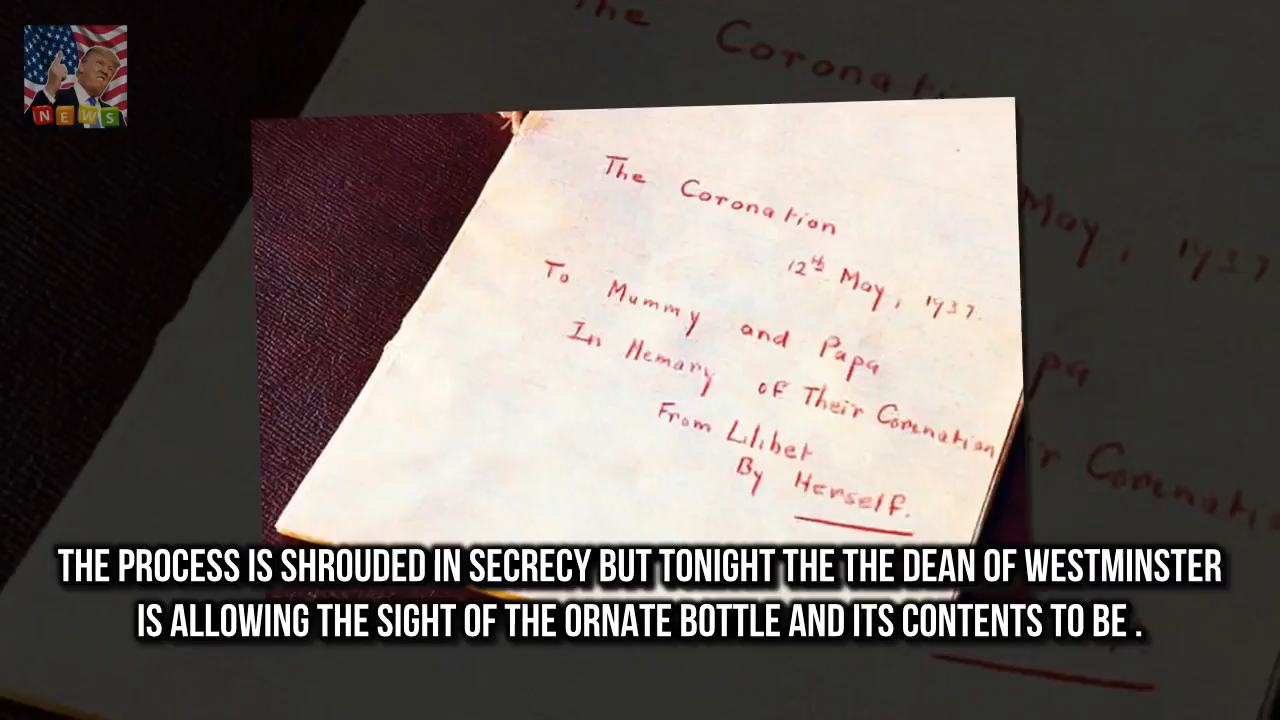 NEWS
The Coronation
12th May, 1937.
To Mummy and Papa
In Memory of Their Coronation
From Lilibet
By Herself.
THE PROCESS IS SHROUDED IN SECRECY BUT TONIGHT THE THE DEAN OF WESTMINSTER
IS ALLOWING THE SIGHT OF THE ORNATE BOTTLE AND ITS CONTENTS TO BE .